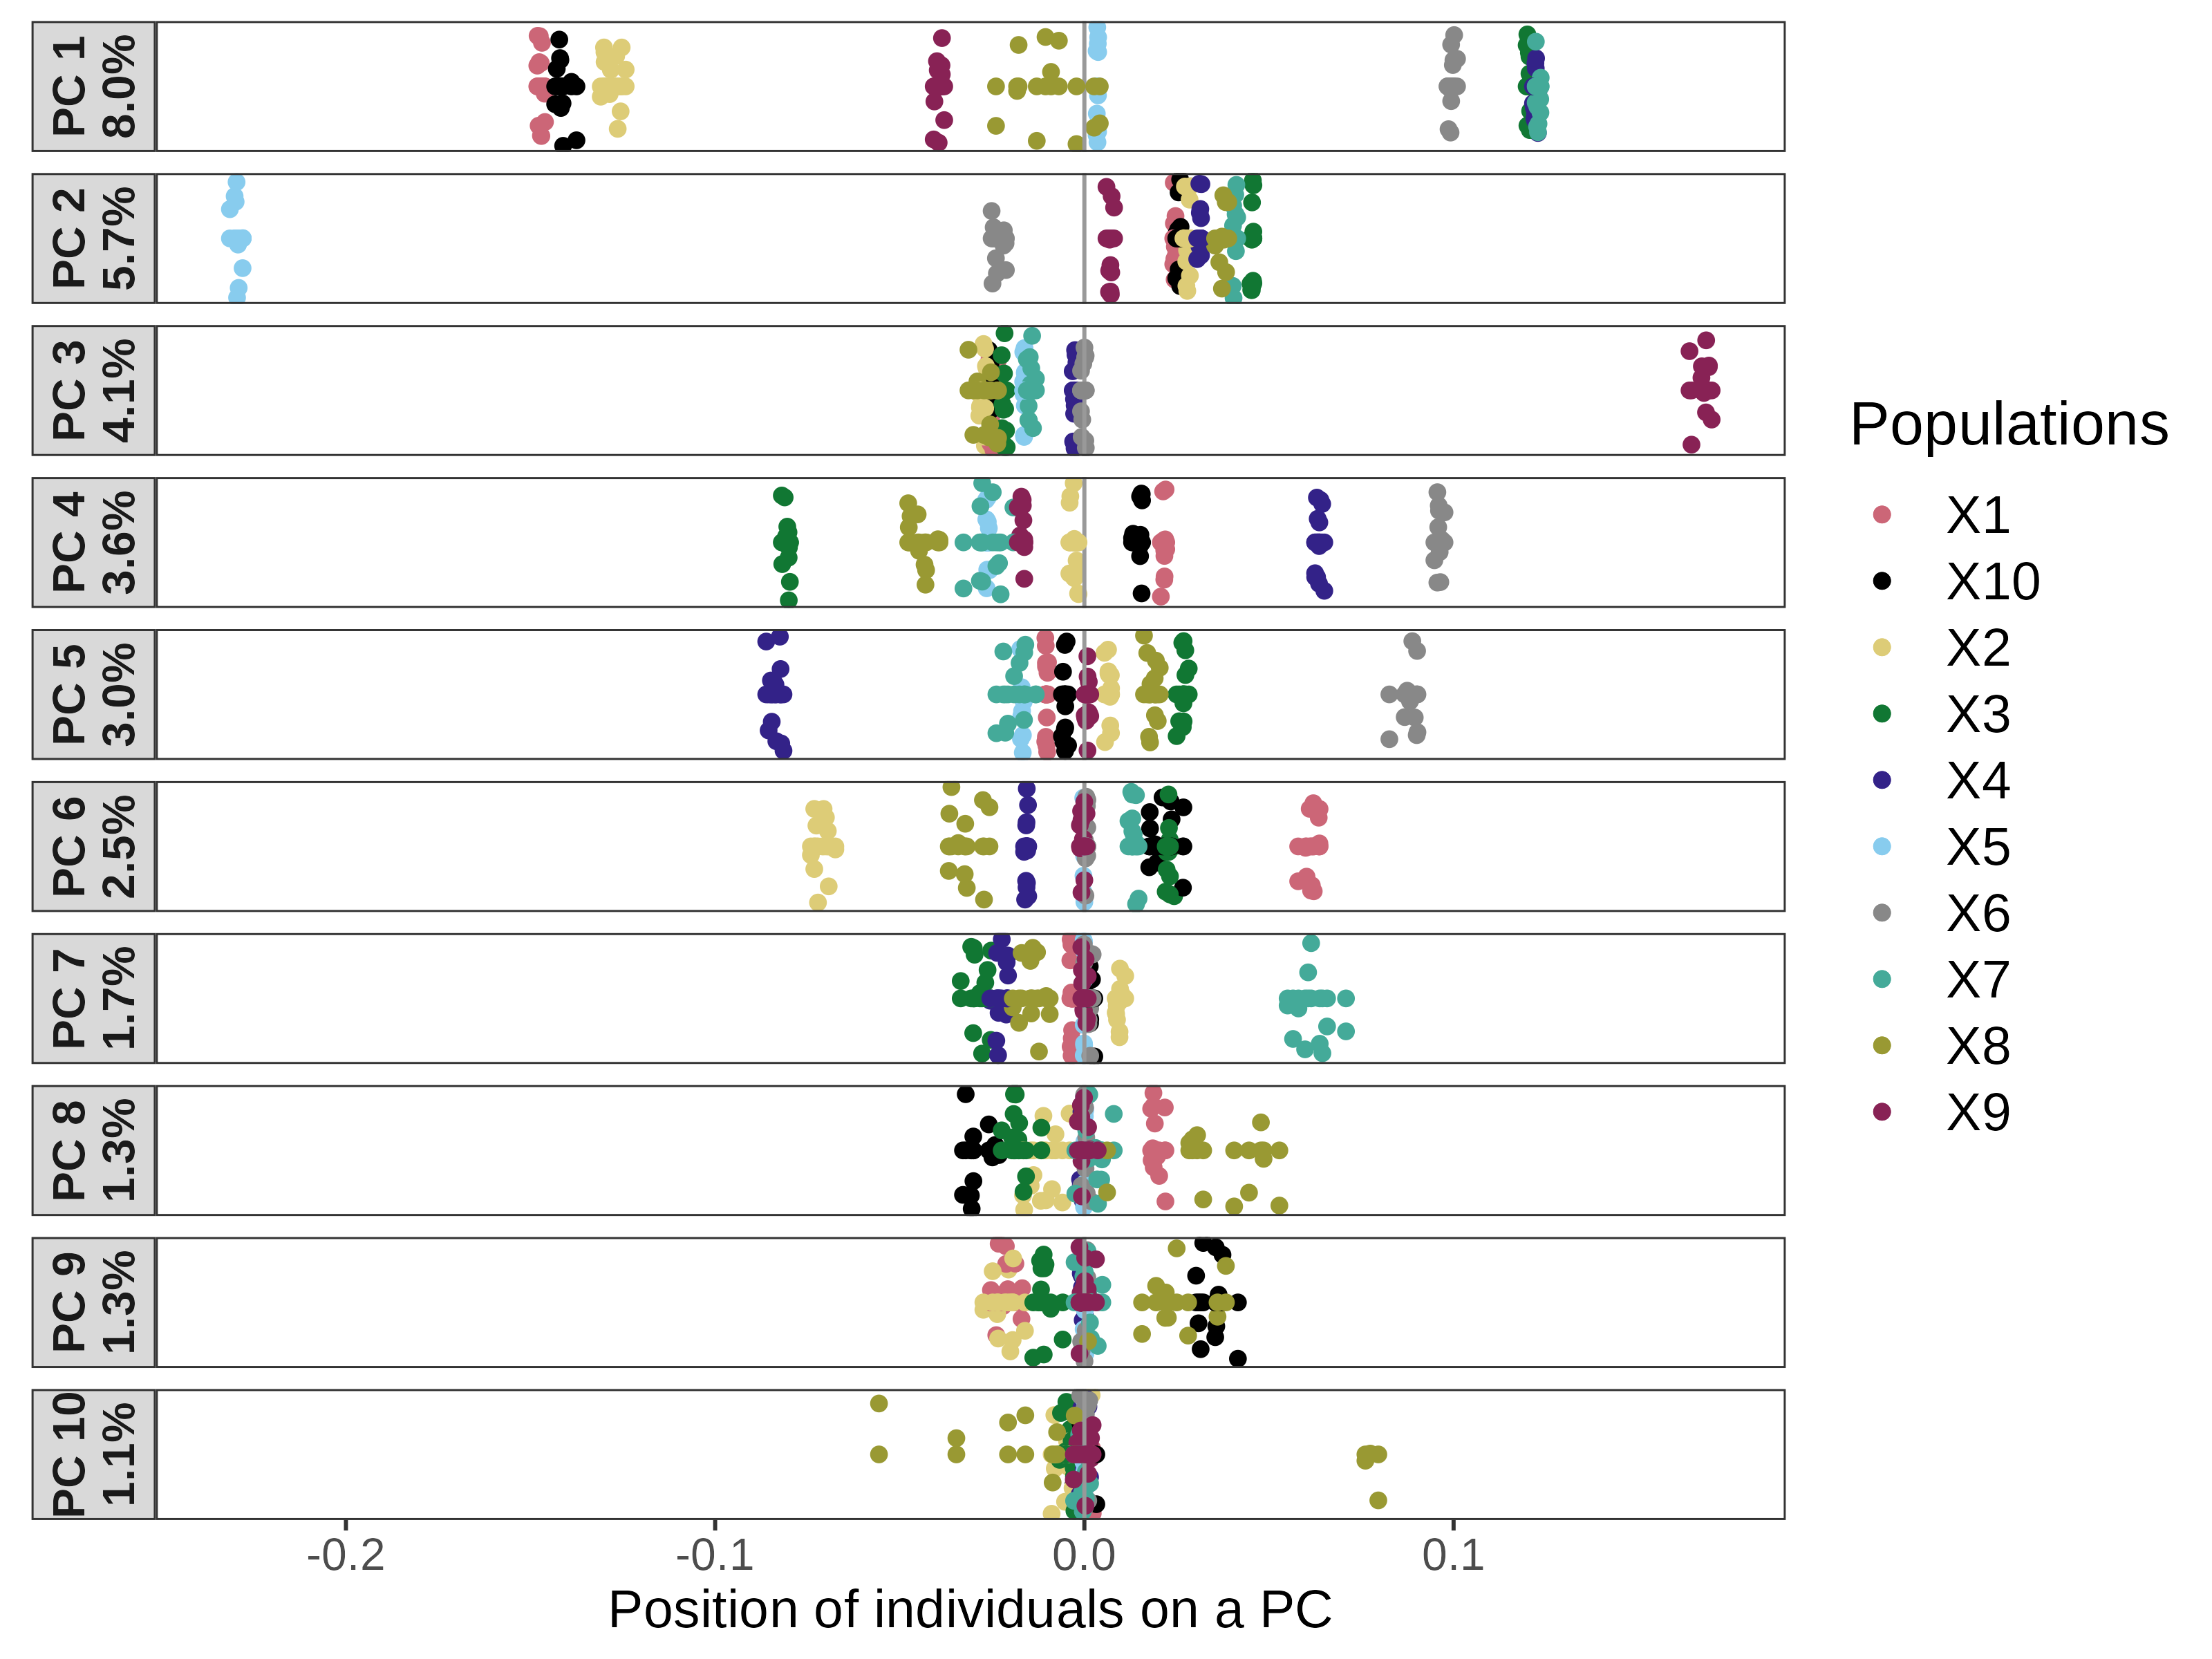 PC 1
8.0%
PC 2
5.7%
PC 3
4.1%
PC 4
3.6%
PC 5
3.0%
PC 6
2.5%
PC 7
1.7%
PC 8
1.3%
PC 9
1.3%
PC 10
1.1%
-0.2
-0.1
0.0
0.1
Position of individuals on a PC
Populations
X1
X10
X2
X3
X4
X5
X6
X7
X8
X9